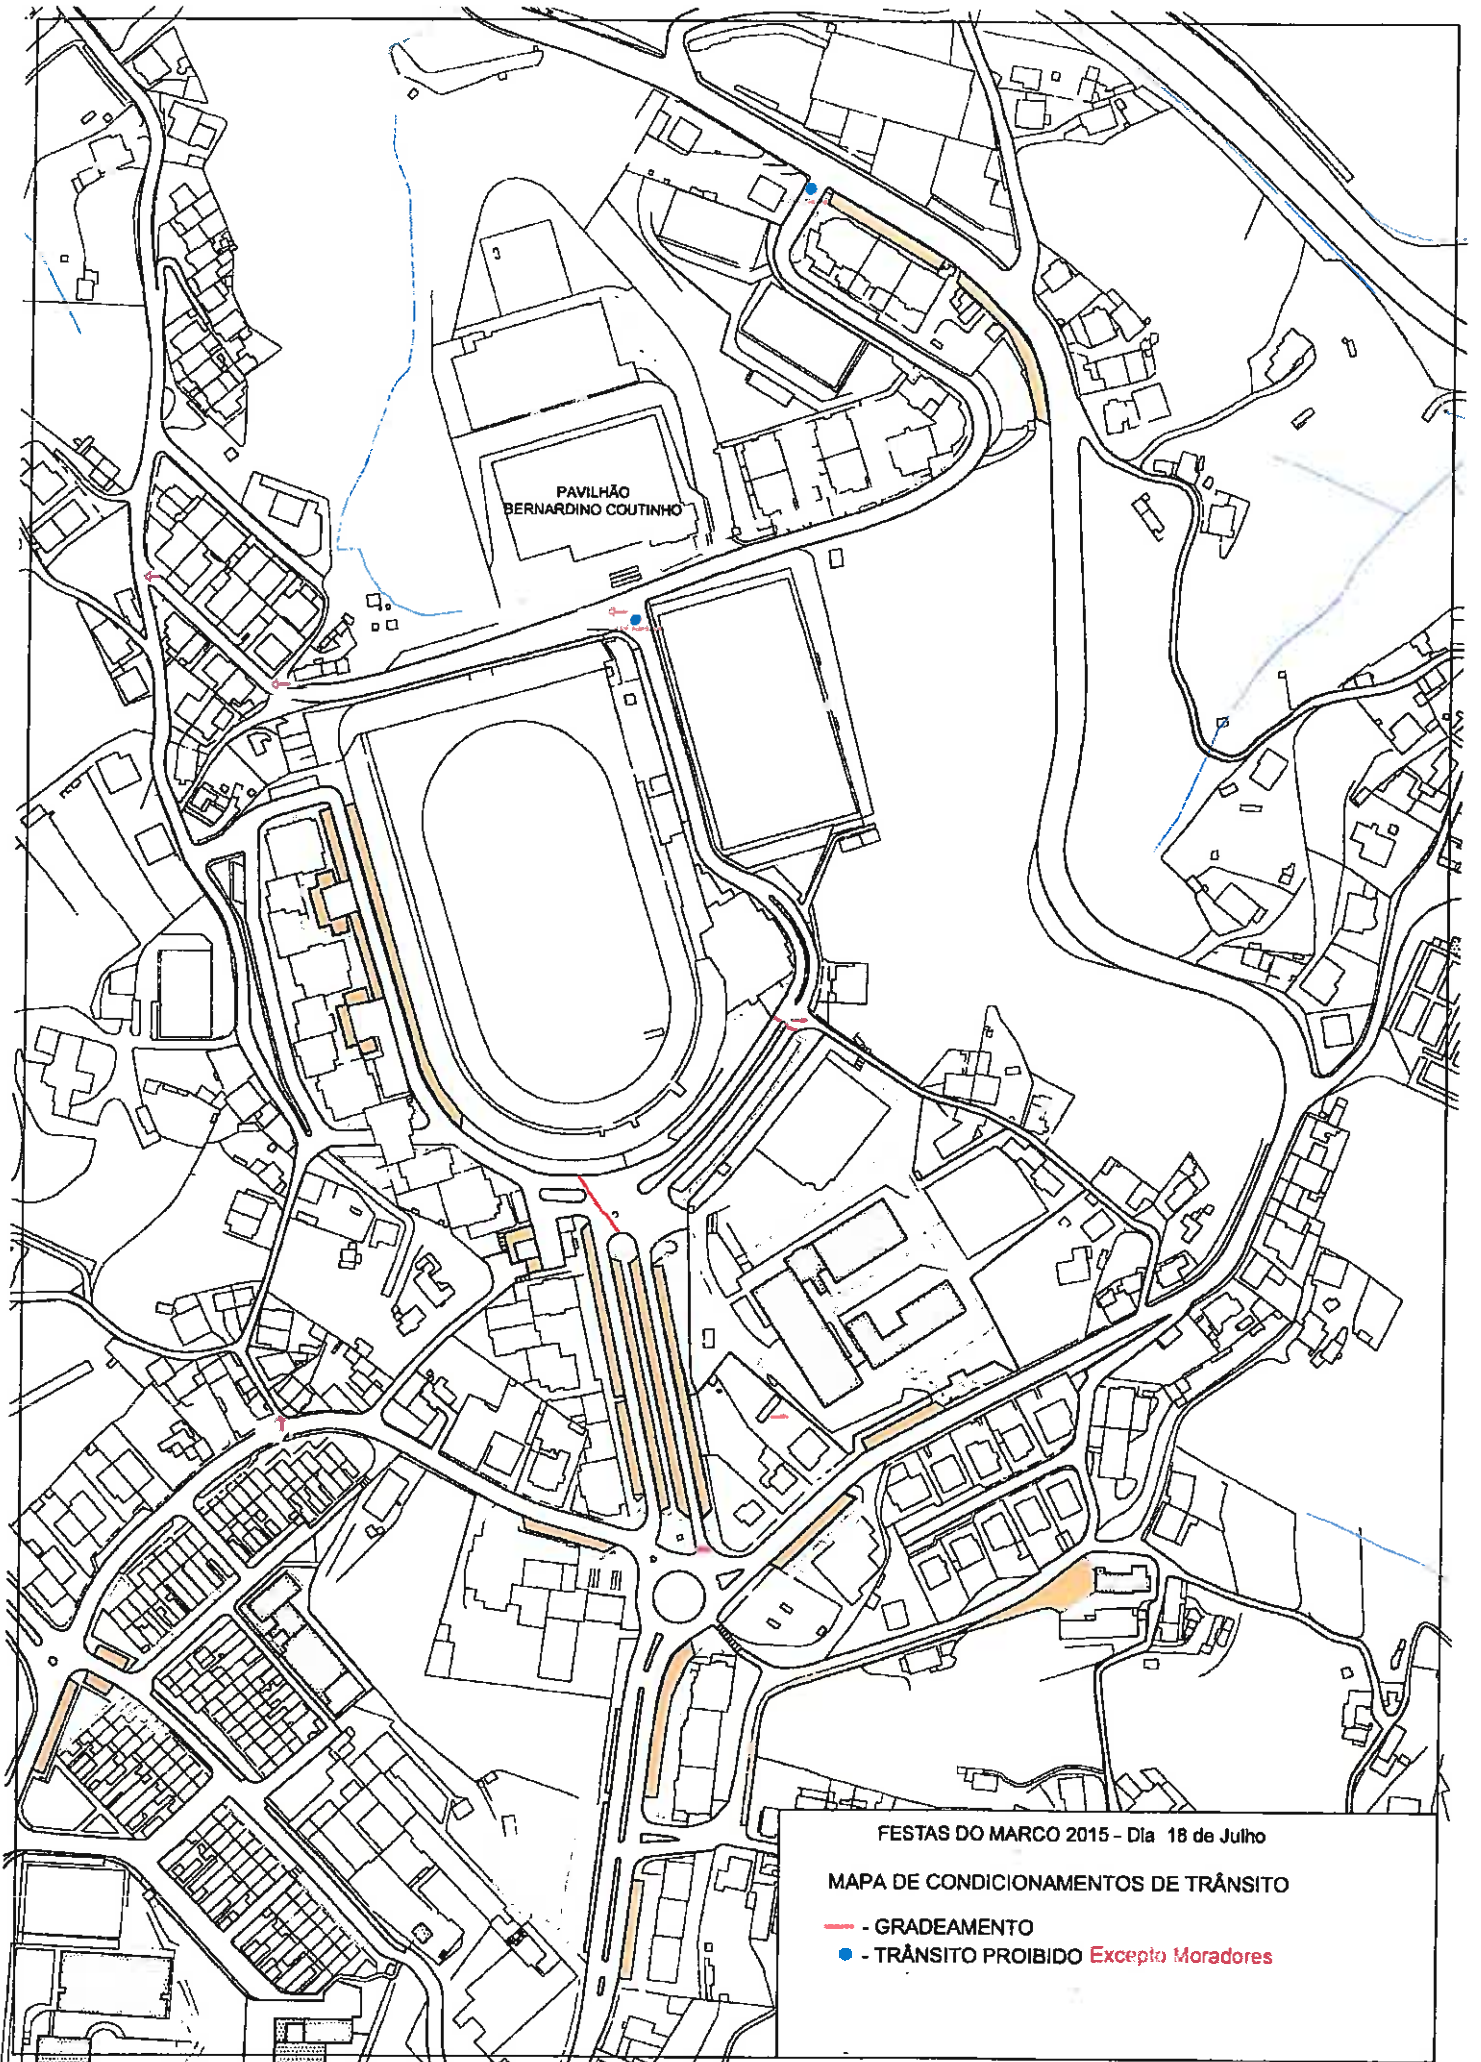 PAVILHÃO
BERNARDINO COUTINHO
FESTAS DO MARCO 2015 - Dia 18 de Julho
MAPA DE CONDICIONAMENTOS DE TRÂNSITO
- GRADEAMENTO
- TRÂNSITO PROIBIDO Excepto Moradores